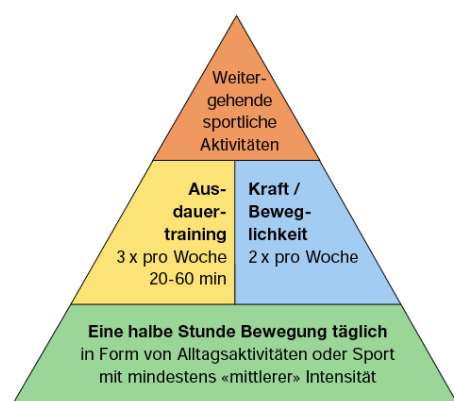 Weiter-
gehende
sportliche
Aktivitäten
Aus-
dauer-
training
3 x pro Woche
20-60 min
Kraft /
Beweg-
lichkeit
2 x pro Woche
Eine halbe Stunde Bewegung täglich
in Form von Alltagsaktivitäten oder Sport
mit mindestens «mittlerer» Intensität